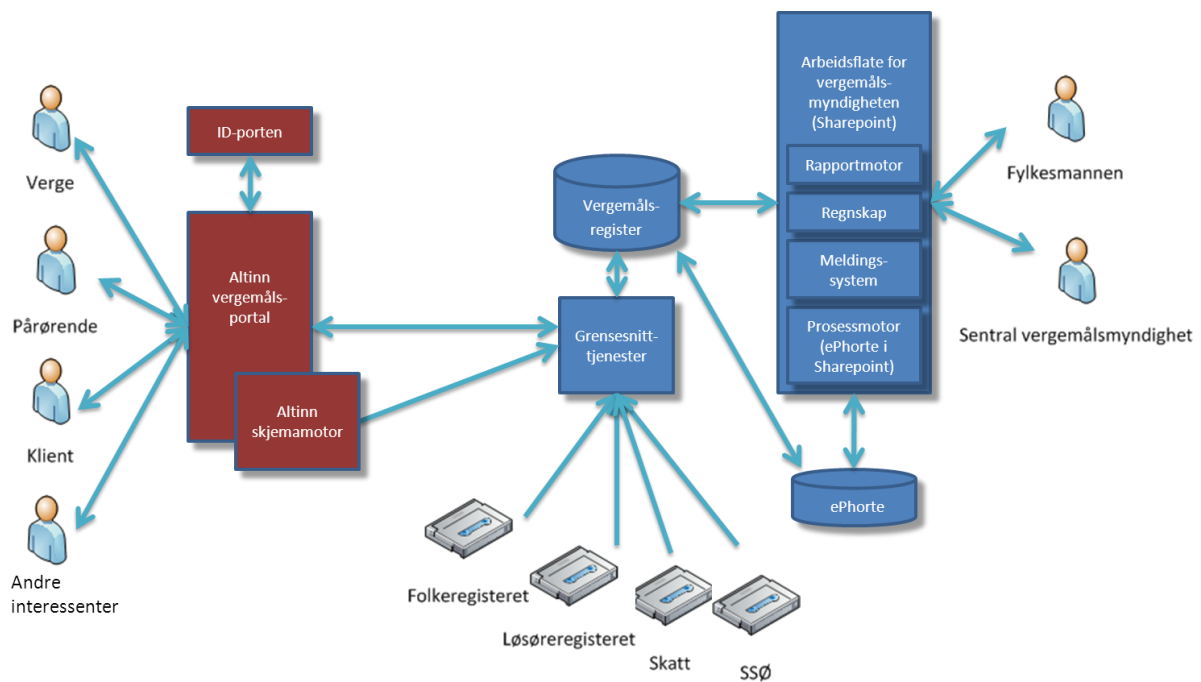 Verge
Pårørende
Klient
Andre
interessenter
ID-porten
Altinn
vergemåls-
portal
Altinn
skjemamotor
Vergemåls-
register
Grensesnitt-
tjenester
Folkeregisteret
Løsøreregisteret
Skatt
SSØ
Arbeidsflate for
vergemåls-
myndigheten
(Sharepoint)
Rapportmotor
Regnskap
Meldings-
system
Prosessmotor
(ePhorte i
Sharepoint)
ePhorte
Fylkesmannen
Sentral vergemålsmyndighet